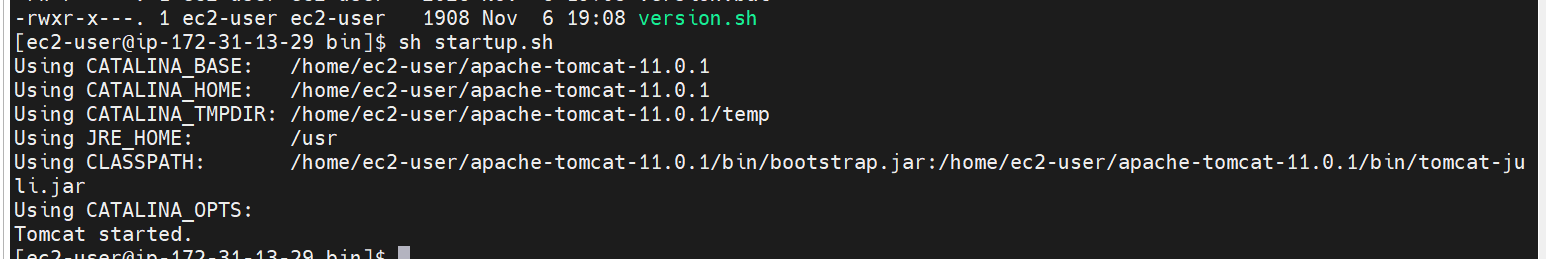 -rwxr-x---. 1 ec2-user ec2-user   1908 Nov  6 19:08 version.sh
[ec2-user@ip-172-31-13-29 bin]$ sh startup.sh
Using CATALINA_BASE:   /home/ec2-user/apache-tomcat-11.0.1
Using CATALINA_HOME:   /home/ec2-user/apache-tomcat-11.0.1
Using CATALINA_TMPDIR: /home/ec2-user/apache-tomcat-11.0.1/temp
Using JRE_HOME:        /usr
Using CLASSPATH:       /home/ec2-user/apache-tomcat-11.0.1/bin/bootstrap.jar:/home/ec2-user/apache-tomcat-11.0.1/bin/tomcat-ju
li.jar
Using CATALINA_OPTS:
Tomcat started.
[ec2-user@ip-172-31-13-29 bin]$